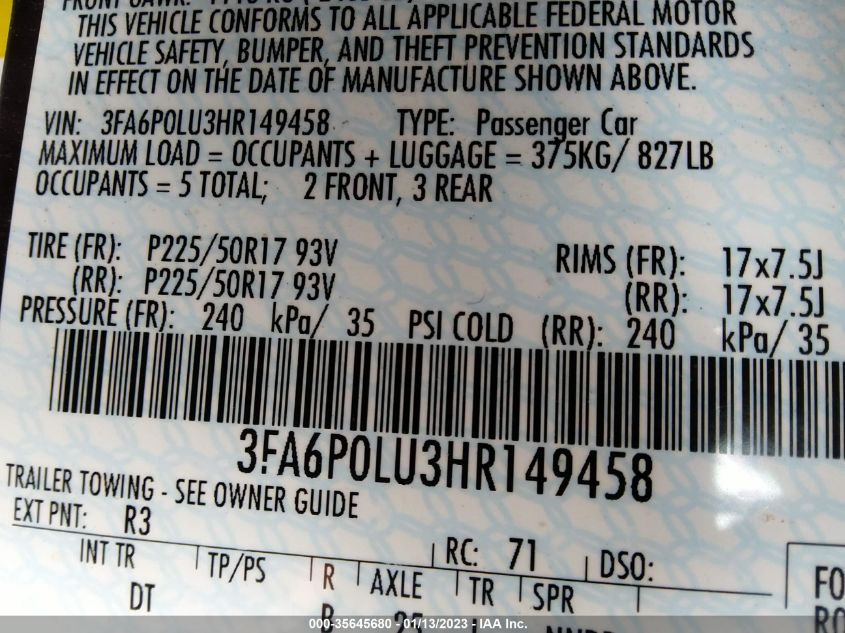 THIS VEHICLE CONFORMS TO ALL APPLICABLE FEDERAL MOTOR
VEHICLE SAFETY, BUMPER, AND THEFT PREVENTION STANDARDS
IN EFFECT ON THE DATE OF MANUFACTURE SHOWN ABOVE.
VIN: 3FA6P0LU3HR149458 TYPE: Passenger Car
MAXIMUM LOAD = OCCUPANTS + LUGGAGE = 375KG/ 827LB
OCCUPANTS = 5 TOTAL; 2 FRONT, 3 REAR
TIRE (FR): P225/50R17 93V RIMS (FR): 17x7.5J
(RR): P225/50R17 93V (RR): 17x7.5J
PRESSURE (FR): 240 kPa/ 35 PSI COLD (RR): 240 kPa/ 35
3FA6P0LU3HR149458
TRAILER TOWING - SEE OWNER GUIDE
EXT PNT: R3 RC: 71 DSO:
INT TR TP/PS R AXLE TR SPR FO
DT
000-35645680 - 01/13/2023 - IAA Inc.